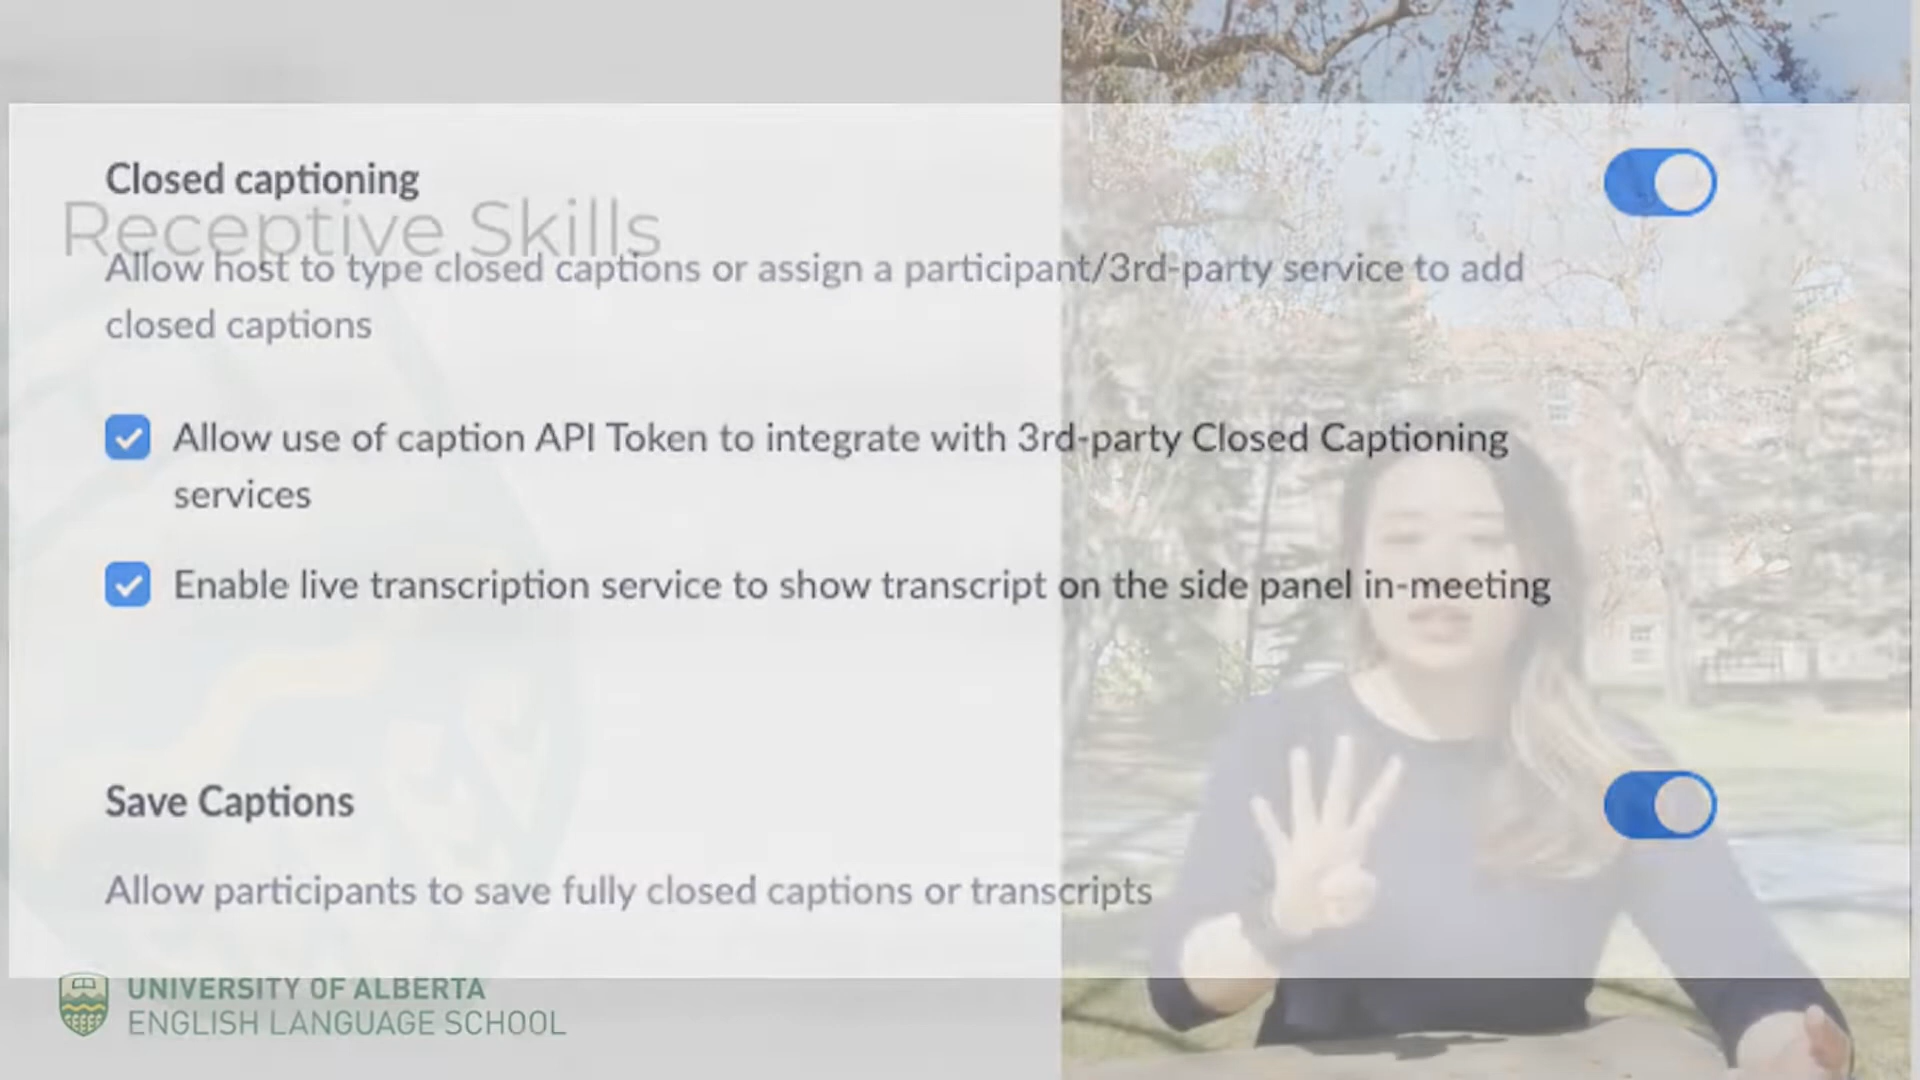 Closed captioning
Receptive Skills
Allow host to type closed captions or assign a participant/3rd-party service to add
closed captions
Allow use of caption API Token to integrate with 3rd-party Closed Captioning
services
Enable live transcription service to show transcript on the side panel in-meeting
Save Captions
Allow participants to save fully closed captions or transcripts
UNIVERSITY OF ALBERTA
ENGLISH LANGUAGE SCHOOL